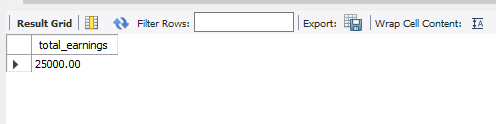 Result Grid Filter Rows: Export: Wrap Cell Content:
total_earnings
25000.00